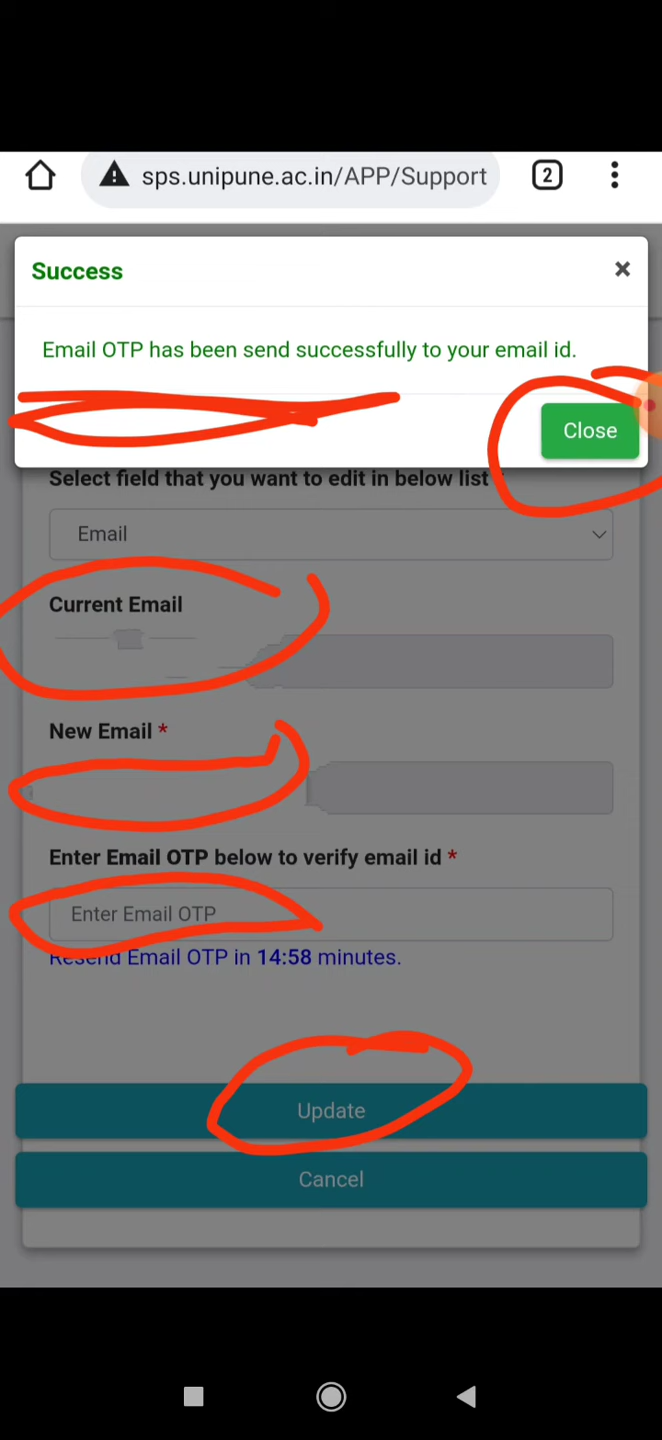 sps.unipune.ac.in/APP/Support
2
Success
×
Email OTP has been send successfully to your email id.
Close
Select field that you want to edit in below list
Email
Current Email
New Email *
Enter Email OTP below to verify email id *
Enter Email OTP
Resend Email OTP in 14:58 minutes.
Update
Cancel